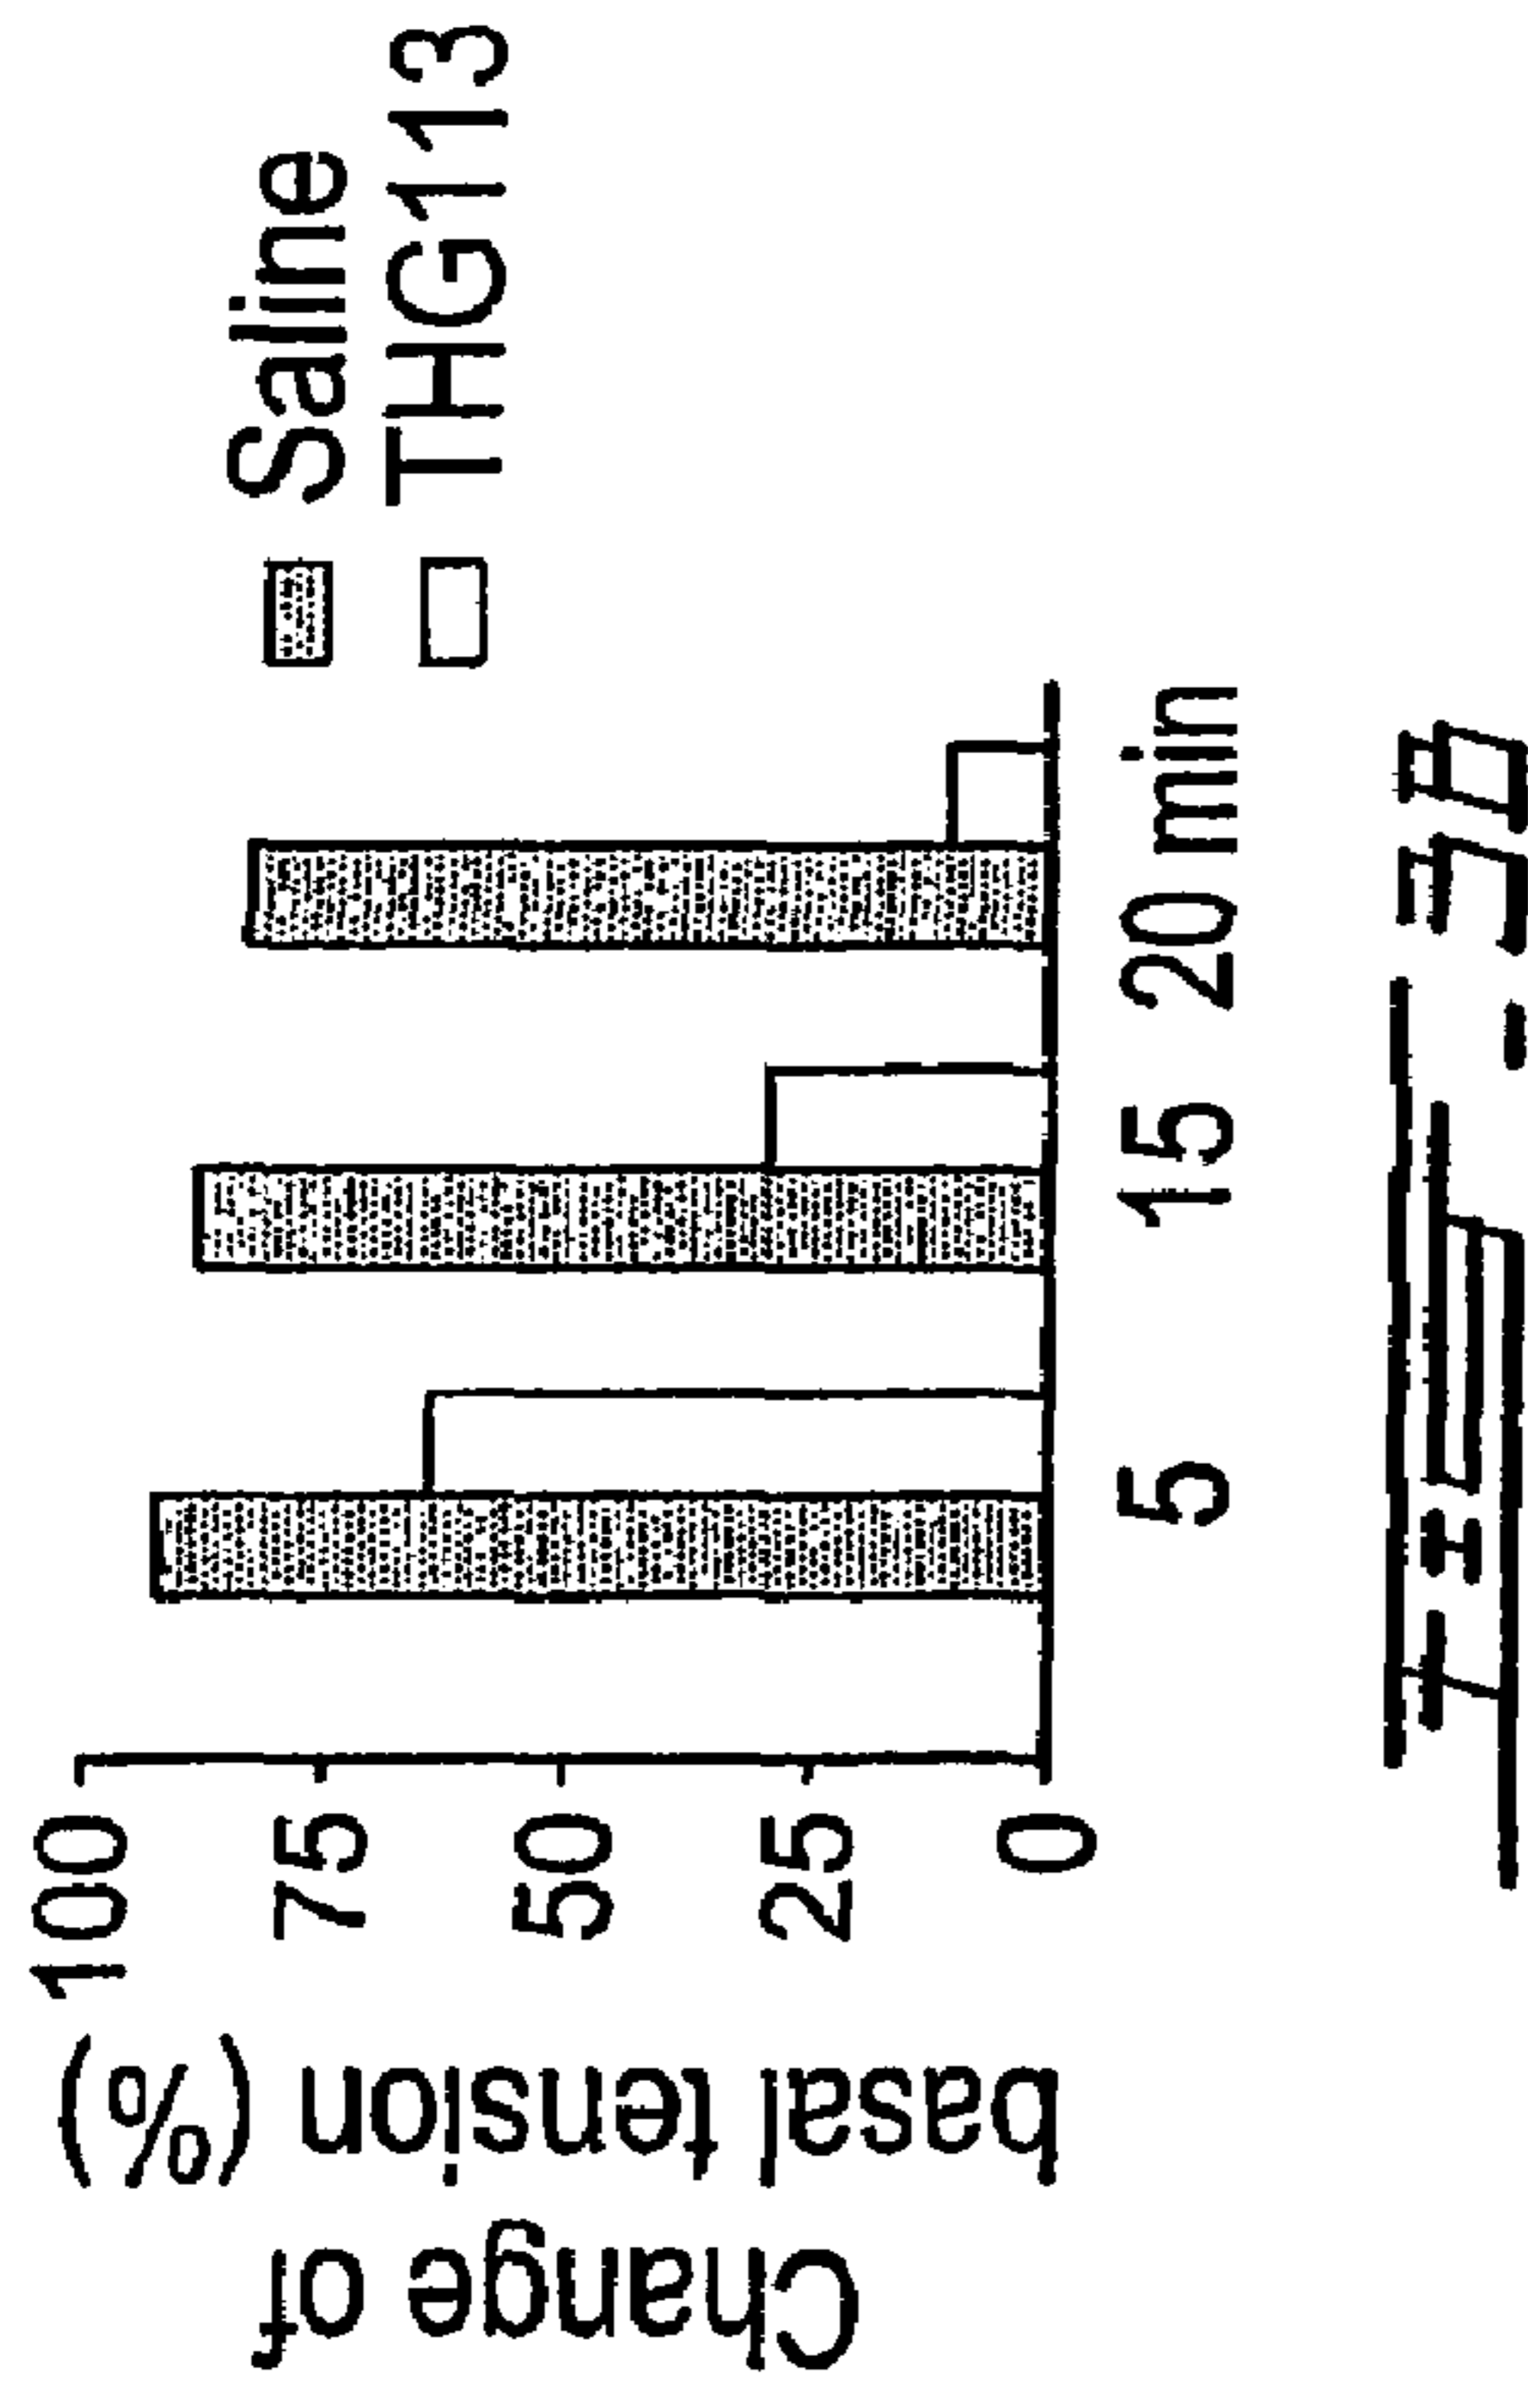 Change of
basal tension (%)
100
75
50
25
0
5 15 20 min
Saline
THG113